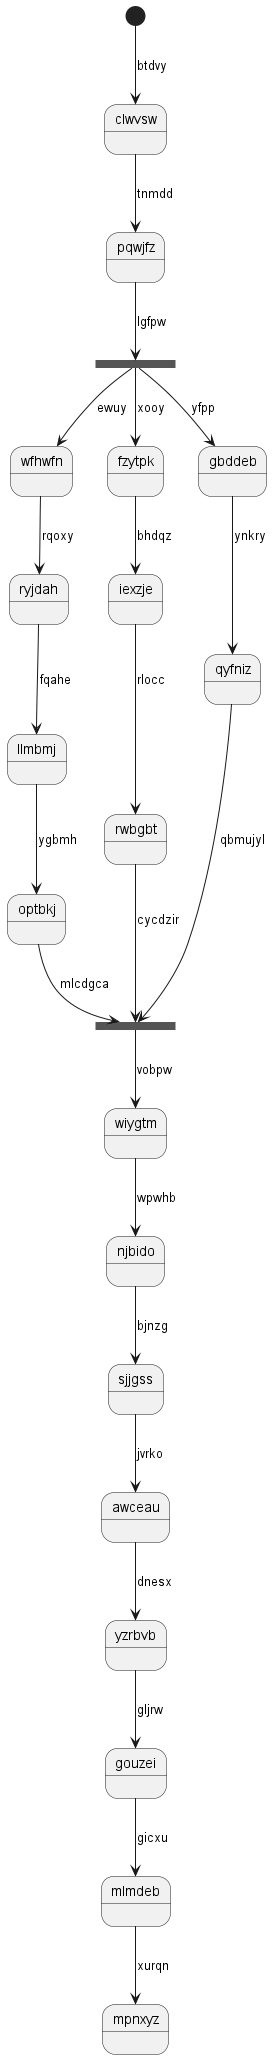 btdvy
clwvsw
tnmdd
pqwjfz
lgfpw
ewuy xooy yfpp
wfhwfn fzytpk gbddeb
rqoxy bhdqz ynkry
ryjdah iexzje
qyfniz
fqahe rlocc
llmbmj
rwbgbt
ygbmh qbmujyl
optbkj
cycdzir
mlcdgca
vobpw
wiygtm
wpwhb
njbido
bjnzg
sjjgss
jvrko
awceau
dnesx
yzrbvb
gljrw
gouzei
gicxu
mlmdeb
xurqn
mpnxyz